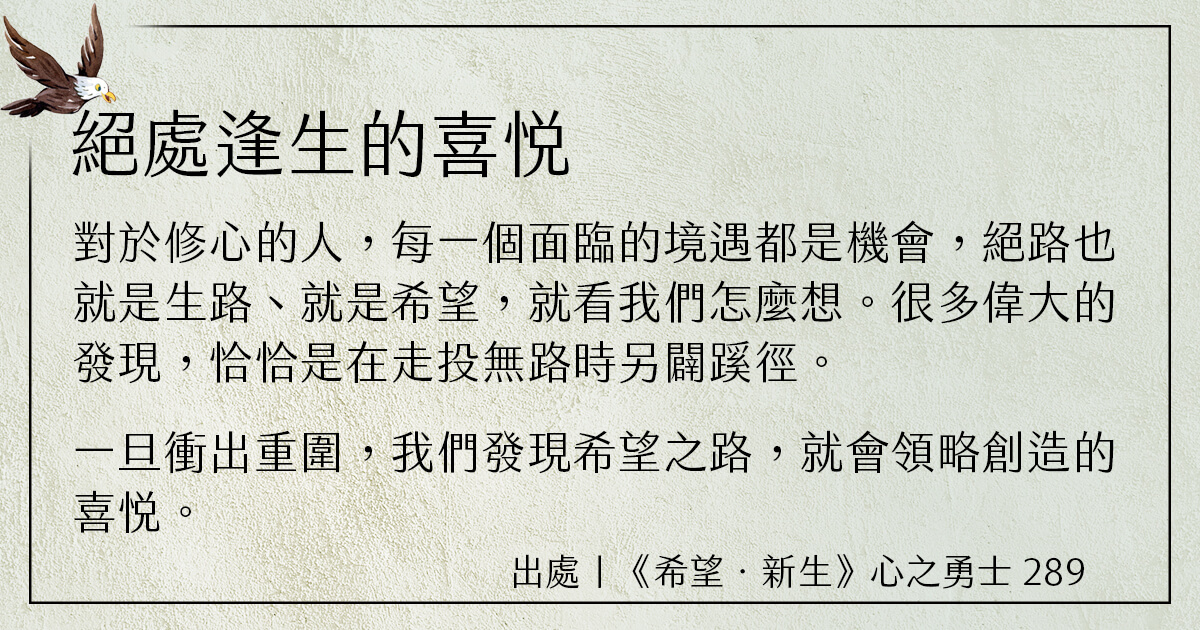 絕處逢生的喜悅
對於修心的人，每一個面臨的境遇都是機會，絕路也
就是生路、就是希望，就看我們怎麼想。很多偉大的
發現，恰恰是在走投無路時另闢蹊徑。
一旦衝出重圍，我們發現希望之路，就會領略創造的
喜悅。
出處〡《希望．新生》心之勇士 289